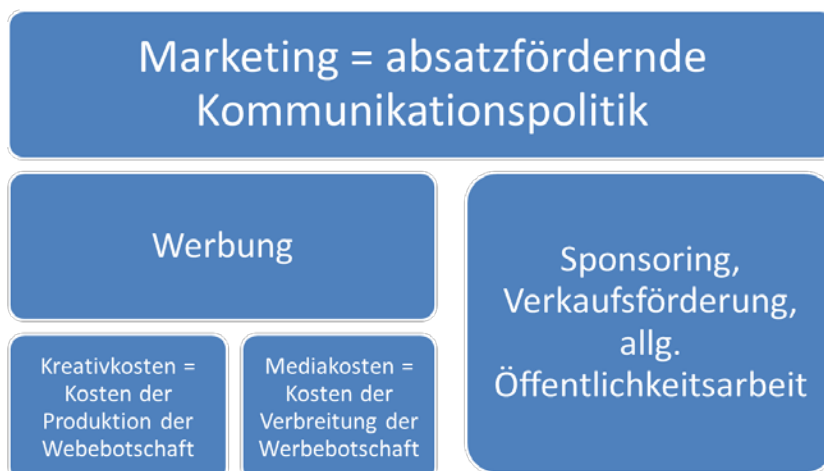 Marketing = absatzfördernde
Kommunikationspolitik
Werbung
Kreativkosten =
Kosten der
Produktion der
Webebotschaft
Mediakosten =
Kosten der
Verbreitung der
Werbebotschaft
Sponsoring,
Verkaufsförderung,
allg.
Öffentlichkeitsarbeit